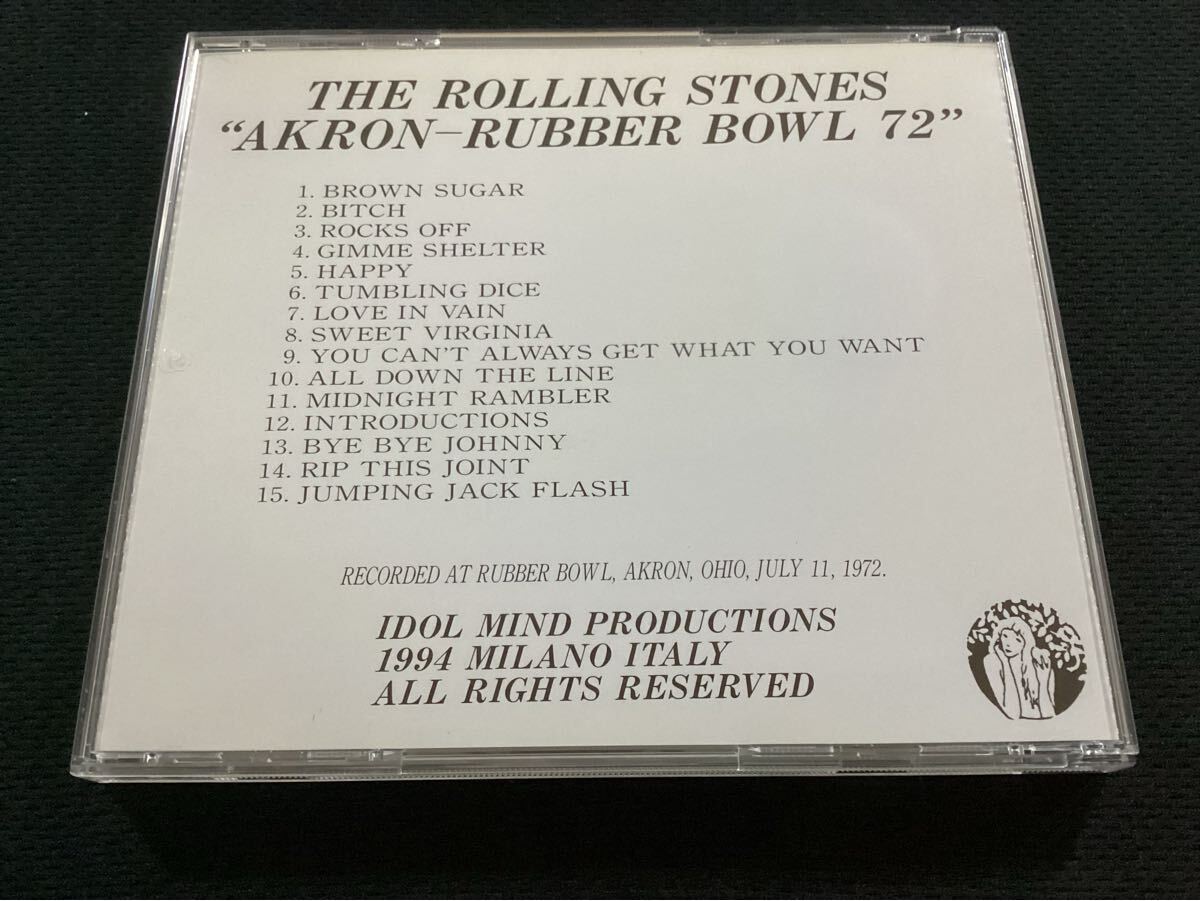 THE ROLLING STONES
“AKRON–RUBBER BOWL 72”
1. BROWN SUGAR
2. BITCH
3. ROCKS OFF
4. GIMME SHELTER
5. HAPPY
6. TUMBLING DICE
7. LOVE IN VAIN
8. SWEET VIRGINIA
9. YOU CAN'T ALWAYS GET WHAT YOU WANT
10. ALL DOWN THE LINE
11. MIDNIGHT RAMBLER
12. INTRODUCTIONS
13. BYE BYE JOHNNY
14. RIP THIS JOINT
15. JUMPING JACK FLASH
RECORDED AT RUBBER BOWL, AKRON, OHIO, JULY 11, 1972.
IDOL MIND PRODUCTIONS
1994 MILANO ITALY
ALL RIGHTS RESERVED